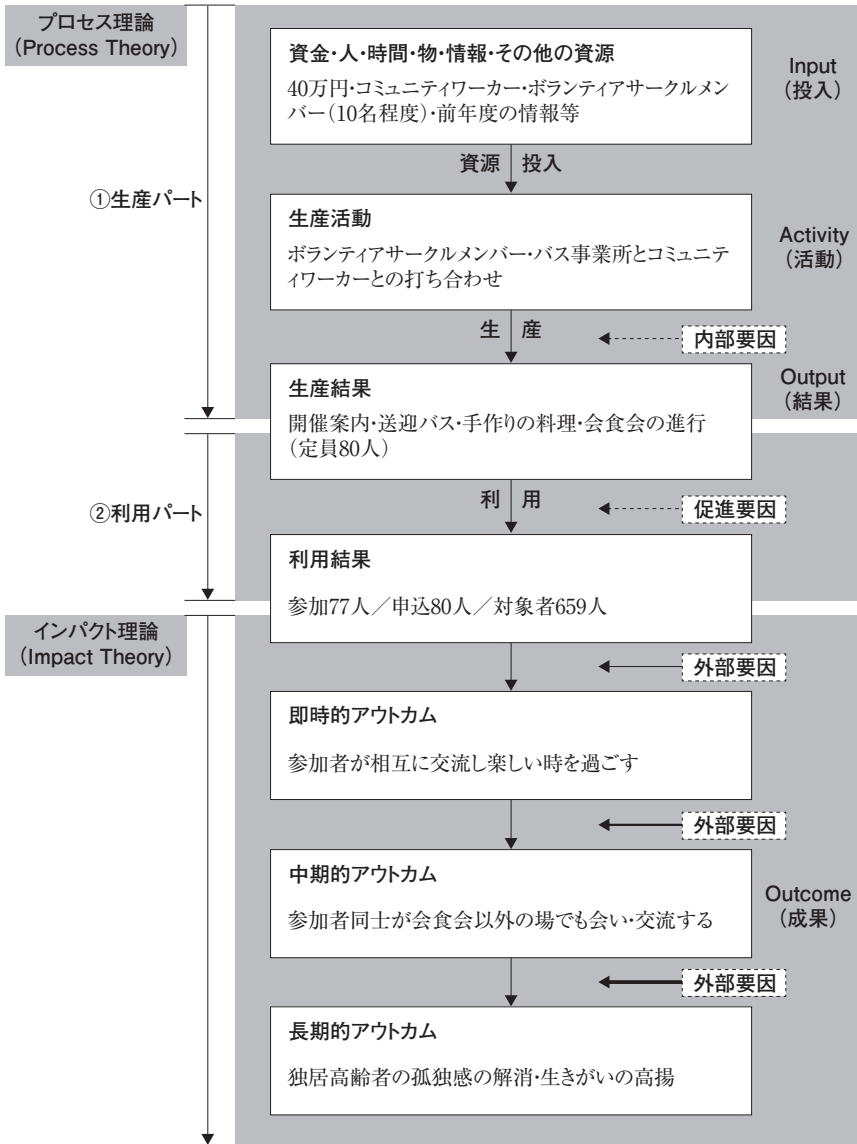 プロセス理論
（Process Theory）
資金・人・時間・物・情報・その他の資源
40万円・コミュニティワーカー・ボランティアサークルメン
バー（10名程度）・前年度の情報等
Input
（投入）
資源 投入
①生産パート
生産活動
ボランティアサークルメンバー・バス事業所とコミュニテ
ィワーカーとの打ち合わせ
Activity
（活動）
生 産
内部要因
生産結果
開催案内・送迎バス・手作りの料理・会食会の進行
（定員80人）
Output
（結果）
利 用
促進要因
②利用パート
利用結果
参加77人／申込80人／対象者659人
インパクト理論
（Impact Theory）
外部要因
即時的アウトカム
参加者が相互に交流し楽しい時を過ごす
外部要因
中期的アウトカム
参加者同士が会食会以外の場でも会い・交流する
Outcome
（成果）
外部要因
長期的アウトカム
独居高齢者の孤独感の解消・生きがいの高揚